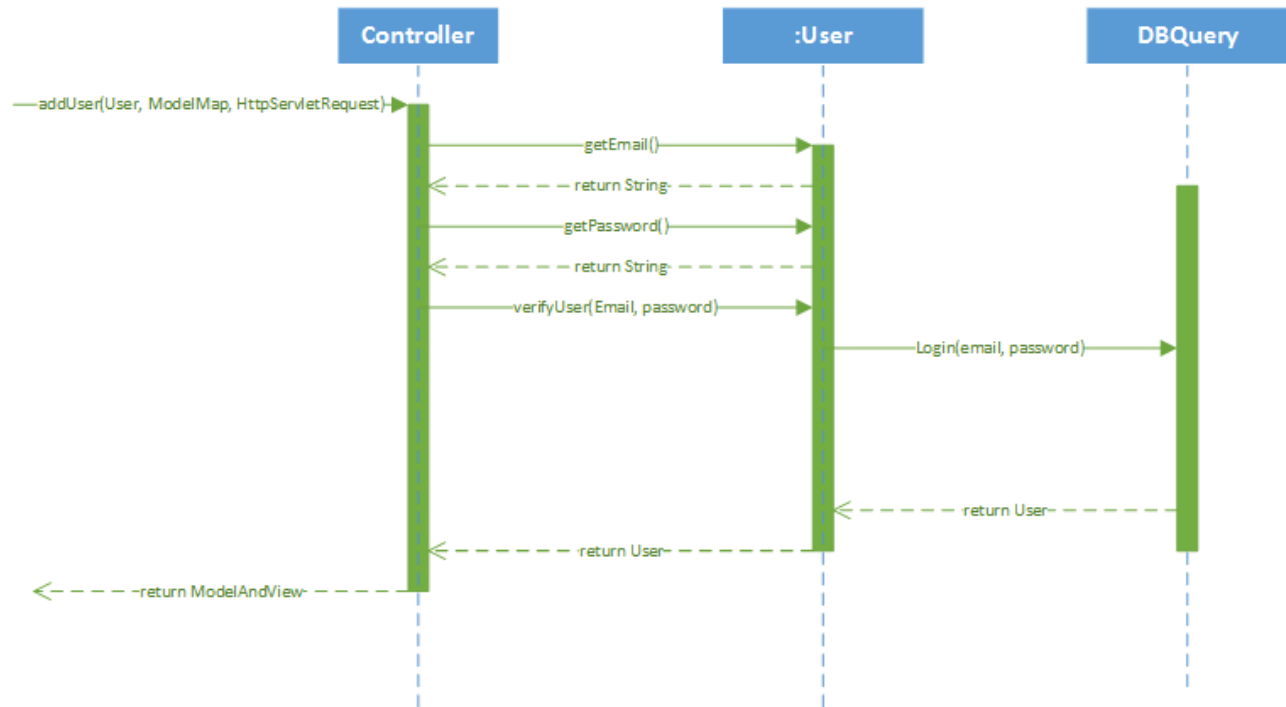 Controller
:User
DBQuery
addUser(User, ModelMap, HttpServletRequest)
getEmail()
return String
getPassword()
return String
verifyUser(Email, password)
Login(email, password)
return User
return User
return ModelAndView